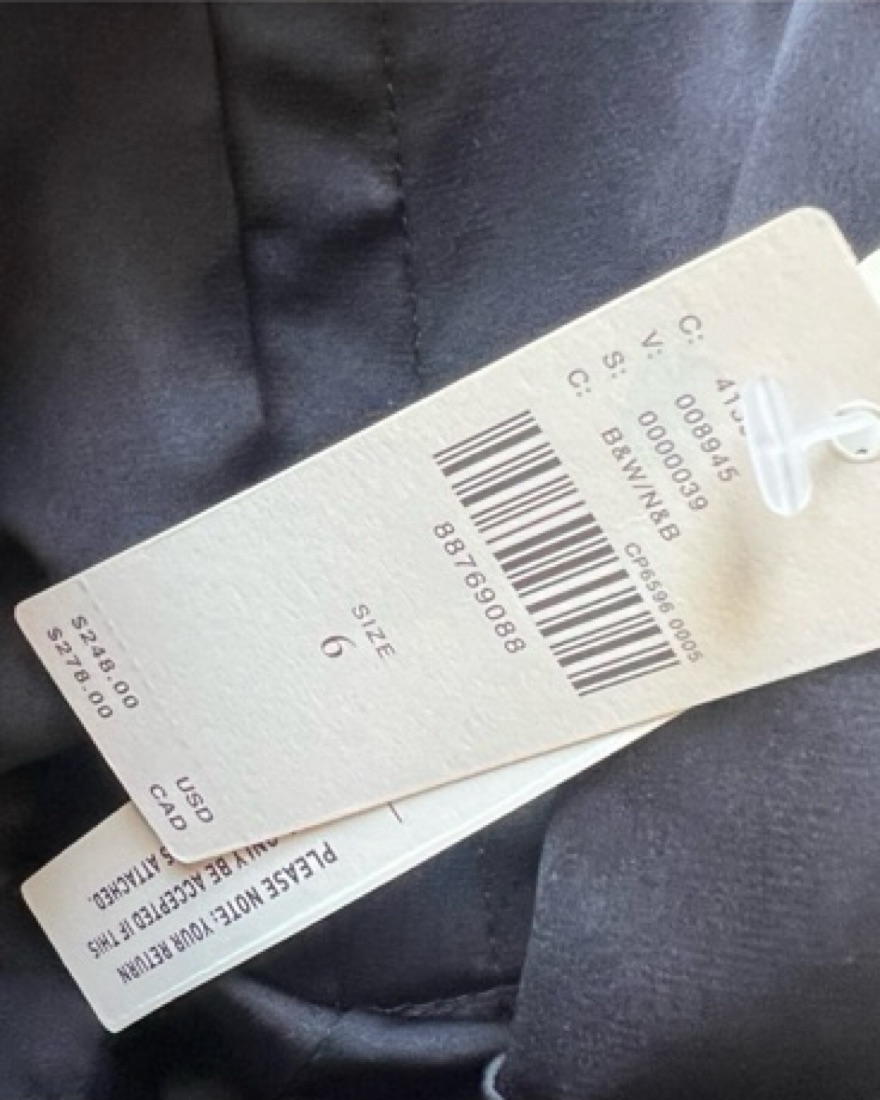 C:
V: 008945
S: 0000039
C: B&W/N&B
CP6596 0005
88769088
SIZE
6
$248.00 USD
$278.00 CAD
PLEASE NOTE: YOUR RETURN
ONLY BE ACCEPTED IF THIS
ATTACHED.